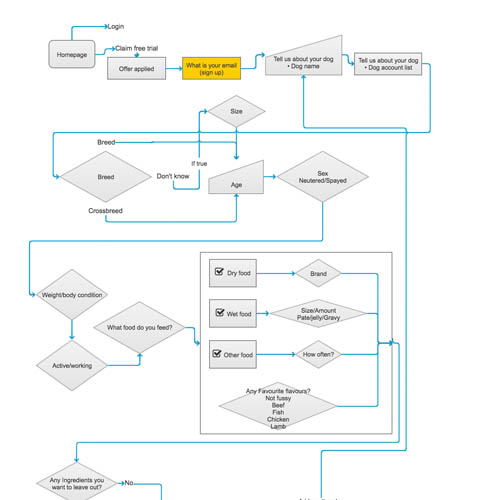 Login
Homepage
Claim free trial
Offer applied
What is your email
(sign up)
Tell us about your dog
• Dog name
Tell us about your dog
• Dog account list
Size
Breed
If true
Breed
Don't know
Age
Sex
Neutered/Spayed
Crossbreed
Weight/body condition
Dry food
Brand
Wet food
Size/Amount
Pate/jelly/Gravy
What food do you feed?
Other food
How often?
Active/working
Any Favourite flavours?
Not fussy
Beef
Fish
Chicken
Lamb
Any Ingredients you
want to leave out?
No